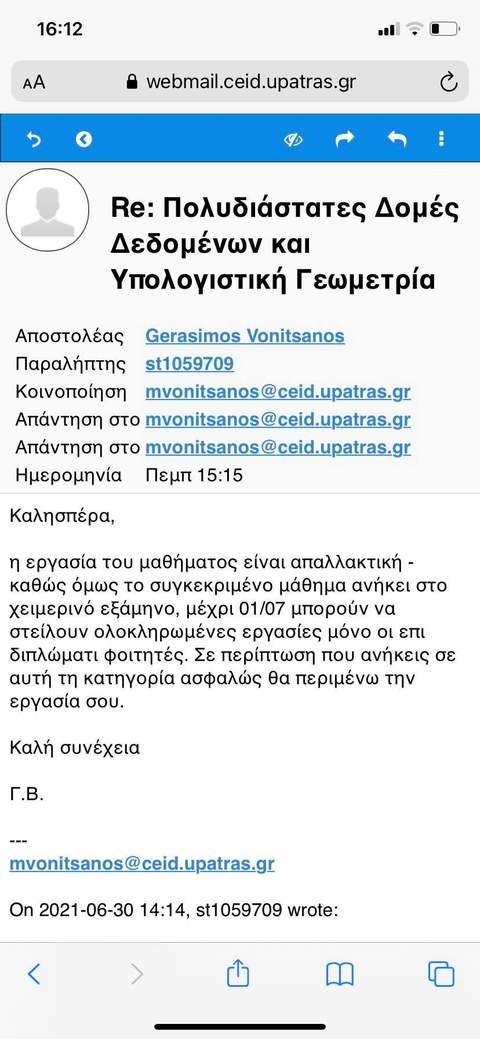 16:12
AA webmail.ceid.upatras.gr
Re: Πολυδιάστατες Δομές
Δεδομένων και
Υπολογιστική Γεωμετρία
Αποστολέας Gerasimos Vonitsanos
Παραλήπτης st1059709
Κοινοποίηση mvonitsanos@ceid.upatras.gr
Απάντηση στο mvonitsanos@ceid.upatras.gr
Απάντηση στο mvonitsanos@ceid.upatras.gr
Ημερομηνία Πεμπ 15:15
Καλησπέρα,
η εργασία του μαθήματος είναι απαλλακτική -
καθώς όμως το συγκεκριμένο μάθημα ανήκει στο
χειμερινό εξάμηνο, μέχρι 01/07 μπορούν να
στείλουν ολοκληρωμένες εργασίες μόνο οι επι
διπλώματι φοιτητές. Σε περίπτωση που ανήκεις σε
αυτή τη κατηγορία ασφαλώς θα περιμένω την
εργασία σου.
Καλή συνέχεια
Γ.Β.
---
mvonitsanos@ceid.upatras.gr
On 2021-06-30 14:14, st1059709 wrote: